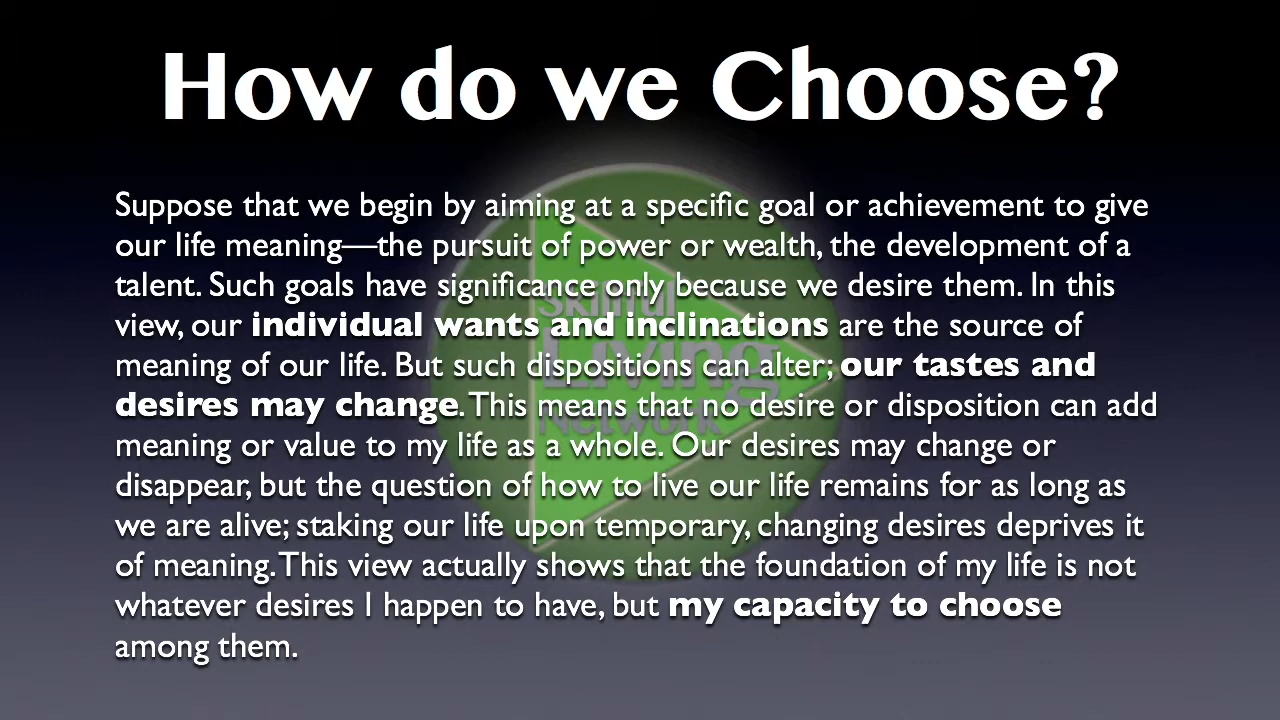 How do we Choose?
Suppose that we begin by aiming at a specific goal or achievement to give
our life meaning—the pursuit of power or wealth, the development of a
talent. Such goals have significance only because we desire them. In this
view, our individual wants and inclinations are the source of
meaning of our life. But such dispositions can alter; our tastes and
desires may change. This means that no desire or disposition can add
meaning or value to my life as a whole. Our desires may change or
disappear, but the question of how to live our life remains for as long as
we are alive; staking our life upon temporary, changing desires deprives it
of meaning. This view actually shows that the foundation of my life is not
whatever desires I happen to have, but my capacity to choose
among them.
Skillful
Living
Network